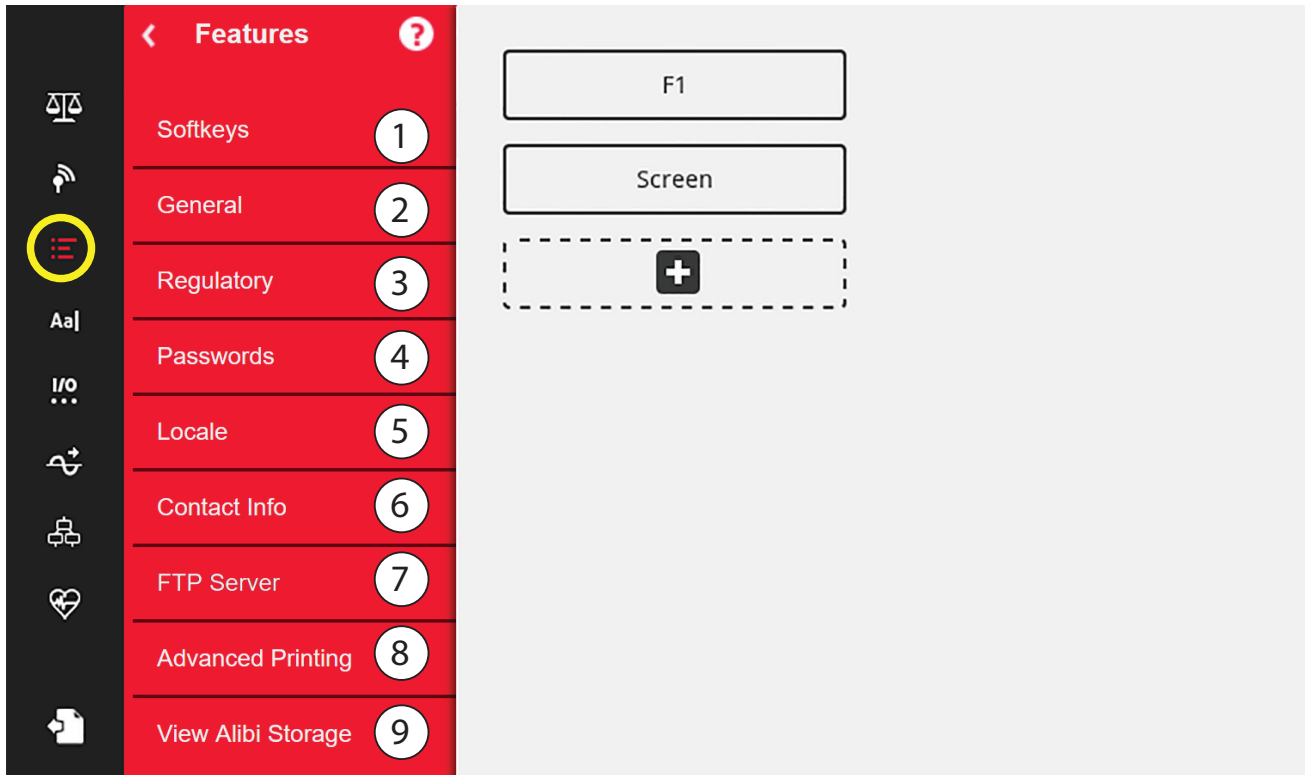 Features
?
Softkeys 1
General 2
Regulatory 3
Passwords 4
Locale 5
Contact Info 6
FTP Server 7
Advanced Printing 8
View Alibi Storage 9
Aa
I/O
F1
Screen